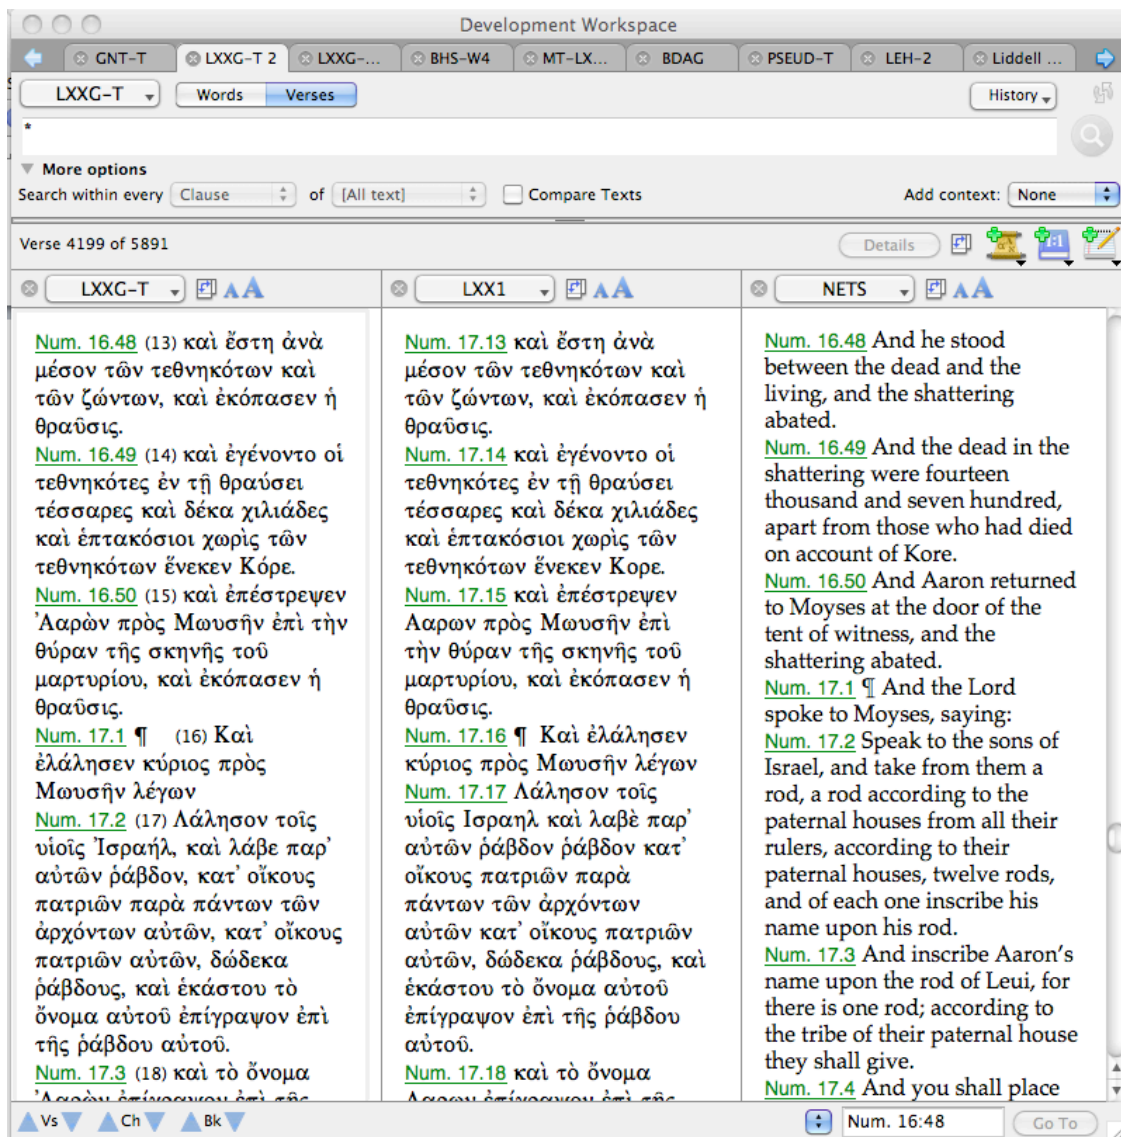 Development Workspace
GNT-T
LXXG-T 2
LXXG-...
BHS-W4
MT-LX...
BDAG
PSEUD-T
LEH-2
Liddell ...
LXXG-T
Words
Verses
History
*
More options
Search within every
Clause
of
[All text]
Compare Texts
Add context:
None
Verse 4199 of 5891
Details
LXXG-T
Num. 16.48 (13) καὶ ἔστη ἀνὰ
μέσον τῶν τεθνηκότων καὶ
τῶν ζώντων, καὶ ἐκόπασεν ἡ
θραῦσις.
Num. 16.49 (14) καὶ ἐγένοντο οἱ
τεθνηκότες ἐν τῇ θραύσει
τέσσαρες καὶ δέκα χιλιάδες
καὶ ἑπτακόσιοι χωρὶς τῶν
τεθνηκότων ἕνεκεν Κόρε.
Num. 16.50 (15) καὶ ἐπέστρεψεν
Ἀαρὼν πρὸς Μωυσῆν ἐπὶ τὴν
θύραν τῆς σκηνῆς τοῦ
μαρτυρίου, καὶ ἐκόπασεν ἡ
θραῦσις.
Num. 17.1 ¶ (16) Καὶ
ἐλάλησεν κύριος πρὸς
Μωυσῆν λέγων
Num. 17.2 (17) Λάλησον τοῖς
υἱοῖς Ἰσραήλ, καὶ λάβε παρ’
αὐτῶν ῥάβδον, κατ’ οἴκους
πατριῶν παρὰ πάντων τῶν
ἀρχόντων αὐτῶν, κατ’ οἴκους
πατριῶν αὐτῶν, δώδεκα
ῥάβδους, καὶ ἑκάστου τὸ
ὄνομα αὐτοῦ ἐπίγραψον ἐπὶ
τῆς ῥάβδου αὐτοῦ.
Num. 17.3 (18) καὶ τὸ ὄνομα
Ἀαρὼν ἐπίγραψον ἐπὶ τῆς
LXX1
Num. 17.13 καὶ ἔστη ἀνὰ
μέσον τῶν τεθνηκότων καὶ
τῶν ζώντων, καὶ ἐκόπασεν ἡ
θραῦσις.
Num. 17.14 καὶ ἐγένοντο οἱ
τεθνηκότες ἐν τῇ θραύσει
τέσσαρες καὶ δέκα χιλιάδες
καὶ ἑπτακόσιοι χωρὶς τῶν
τεθνηκότων ἕνεκεν Κορε.
Num. 17.15 καὶ ἐπέστρεψεν
Ααρων πρὸς Μωυσῆν ἐπὶ
τὴν θύραν τῆς σκηνῆς τοῦ
μαρτυρίου, καὶ ἐκόπασεν ἡ
θραῦσις.
Num. 17.16 ¶ Καὶ ἐλάλησεν
κύριος πρὸς Μωυσῆν λέγων
Num. 17.17 Λάλησον τοῖς
υἱοῖς Ισραηλ καὶ λαβὲ παρ’
αὐτῶν ῥάβδον ῥάβδον κατ’
οἴκους πατριῶν παρὰ
πάντων τῶν ἀρχόντων
αὐτῶν κατ’ οἴκους πατριῶν
αὐτῶν, δώδεκα ῥάβδους, καὶ
ἑκάστου τὸ ὄνομα αὐτοῦ
ἐπίγραψον ἐπὶ τῆς ῥάβδου
αὐτοῦ.
Num. 17.18 καὶ τὸ ὄνομα
Ααρων ἐπίγραψον ἐπὶ τῆς
NETS
Num. 16.48 And he stood
between the dead and the
living, and the shattering
abated.
Num. 16.49 And the dead in the
shattering were fourteen
thousand and seven hundred,
apart from those who had died
on account of Kore.
Num. 16.50 And Aaron returned
to Moyses at the door of the
tent of witness, and the
shattering abated.
Num. 17.1 ¶ And the Lord
spoke to Moyses, saying:
Num. 17.2 Speak to the sons of
Israel, and take from them a
rod, a rod according to the
paternal houses from all their
rulers, according to their
paternal houses, twelve rods,
and of each one inscribe his
name upon his rod.
Num. 17.3 And inscribe Aaron's
name upon the rod of Leui, for
there is one rod; according to
the tribe of their paternal house
they shall give.
Num. 17.4 And you shall place
Vs
Ch
Bk
Num. 16:48
Go To